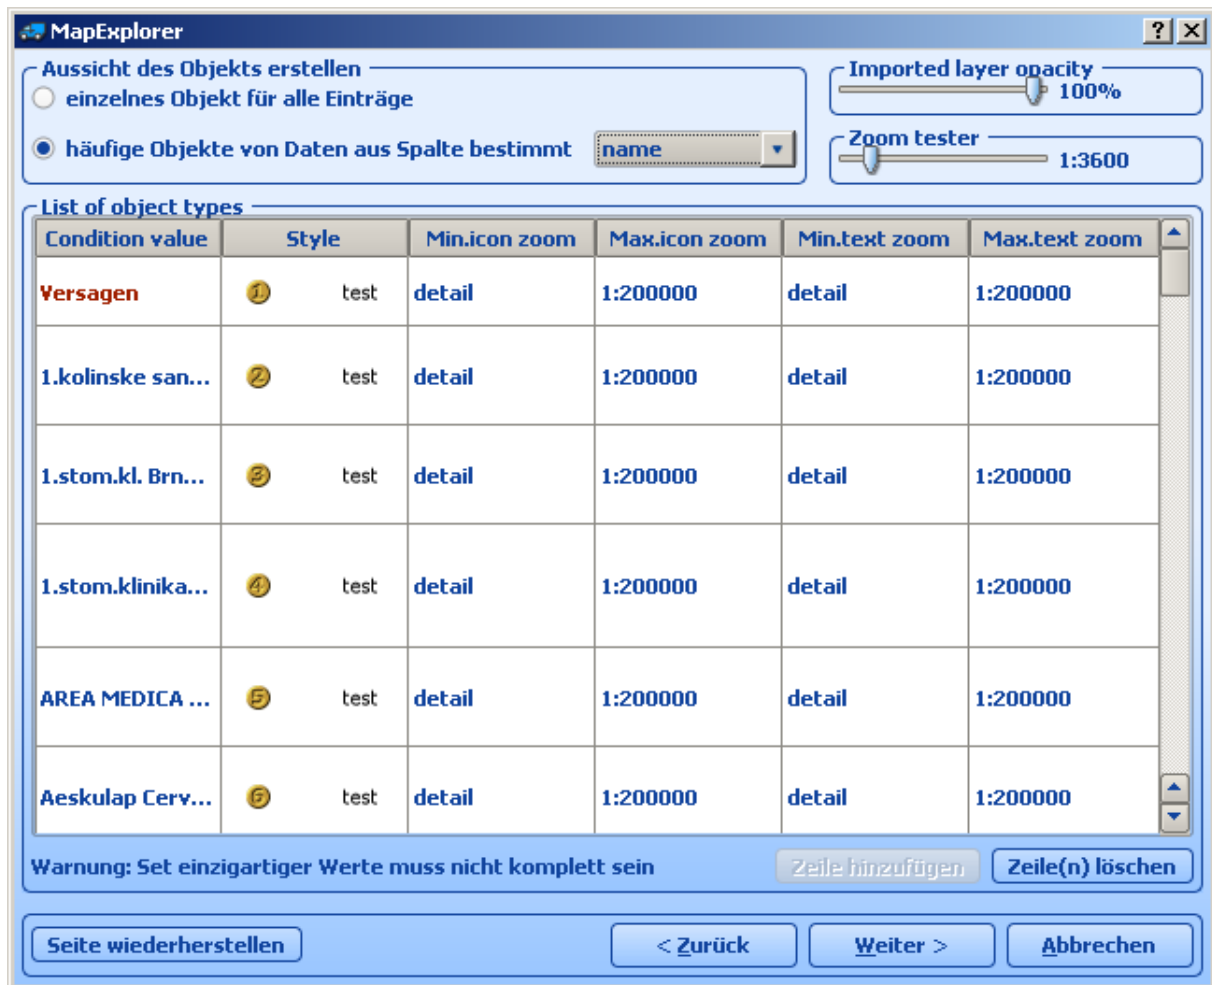 MapExplorer
Aussicht des Objekts erstellen
einzelnes Objekt für alle Einträge
häufige Objekte von Daten aus Spalte bestimmt name
Imported layer opacity
100%
Zoom tester
1:3600
List of object types
Condition value Style Min.icon zoom Max.icon zoom Min.text zoom Max.text zoom
Versagen 1 test detail 1:200000 detail 1:200000
1.kolinske san... 2 test detail 1:200000 detail 1:200000
1.stom.kl. Brn... 3 test detail 1:200000 detail 1:200000
1.stom.klinika... 4 test detail 1:200000 detail 1:200000
AREA MEDICA ... 5 test detail 1:200000 detail 1:200000
Aeskulap Cerv... 6 test detail 1:200000 detail 1:200000
Warnung: Set einzigartiger Werte muss nicht komplett sein Zeile hinzufügen Zeile(n) löschen
Seite wiederherstellen < Zurück Weiter > Abbrechen